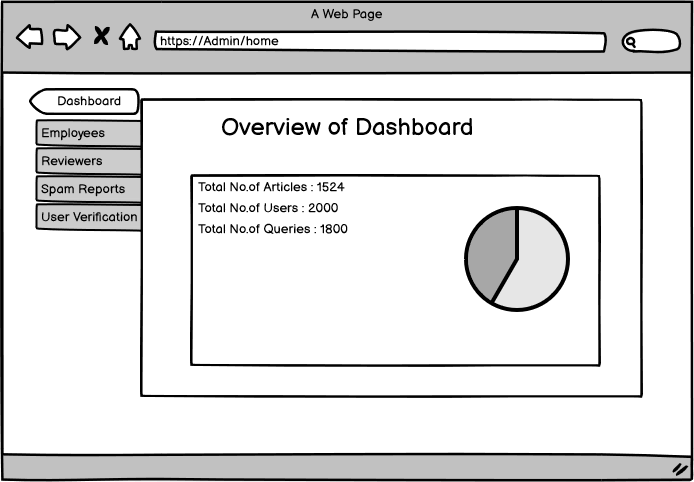 A Web Page
https://Admin/home
Dashboard
Employees
Reviewers
Spam Reports
User Verification
Overview of Dashboard
Total No.of Articles : 1524
Total No.of Users : 2000
Total No.of Queries : 1800